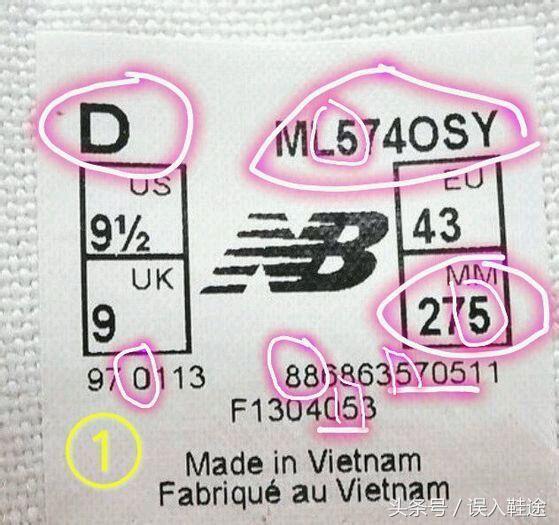 D ML574OSY
US EU
9½ NB 43
UK MM
9 275
97 0113 886863570511
F1304053
①
Made in Vietnam
Fabriqué au Vietnam
头条号 / 误入鞋途